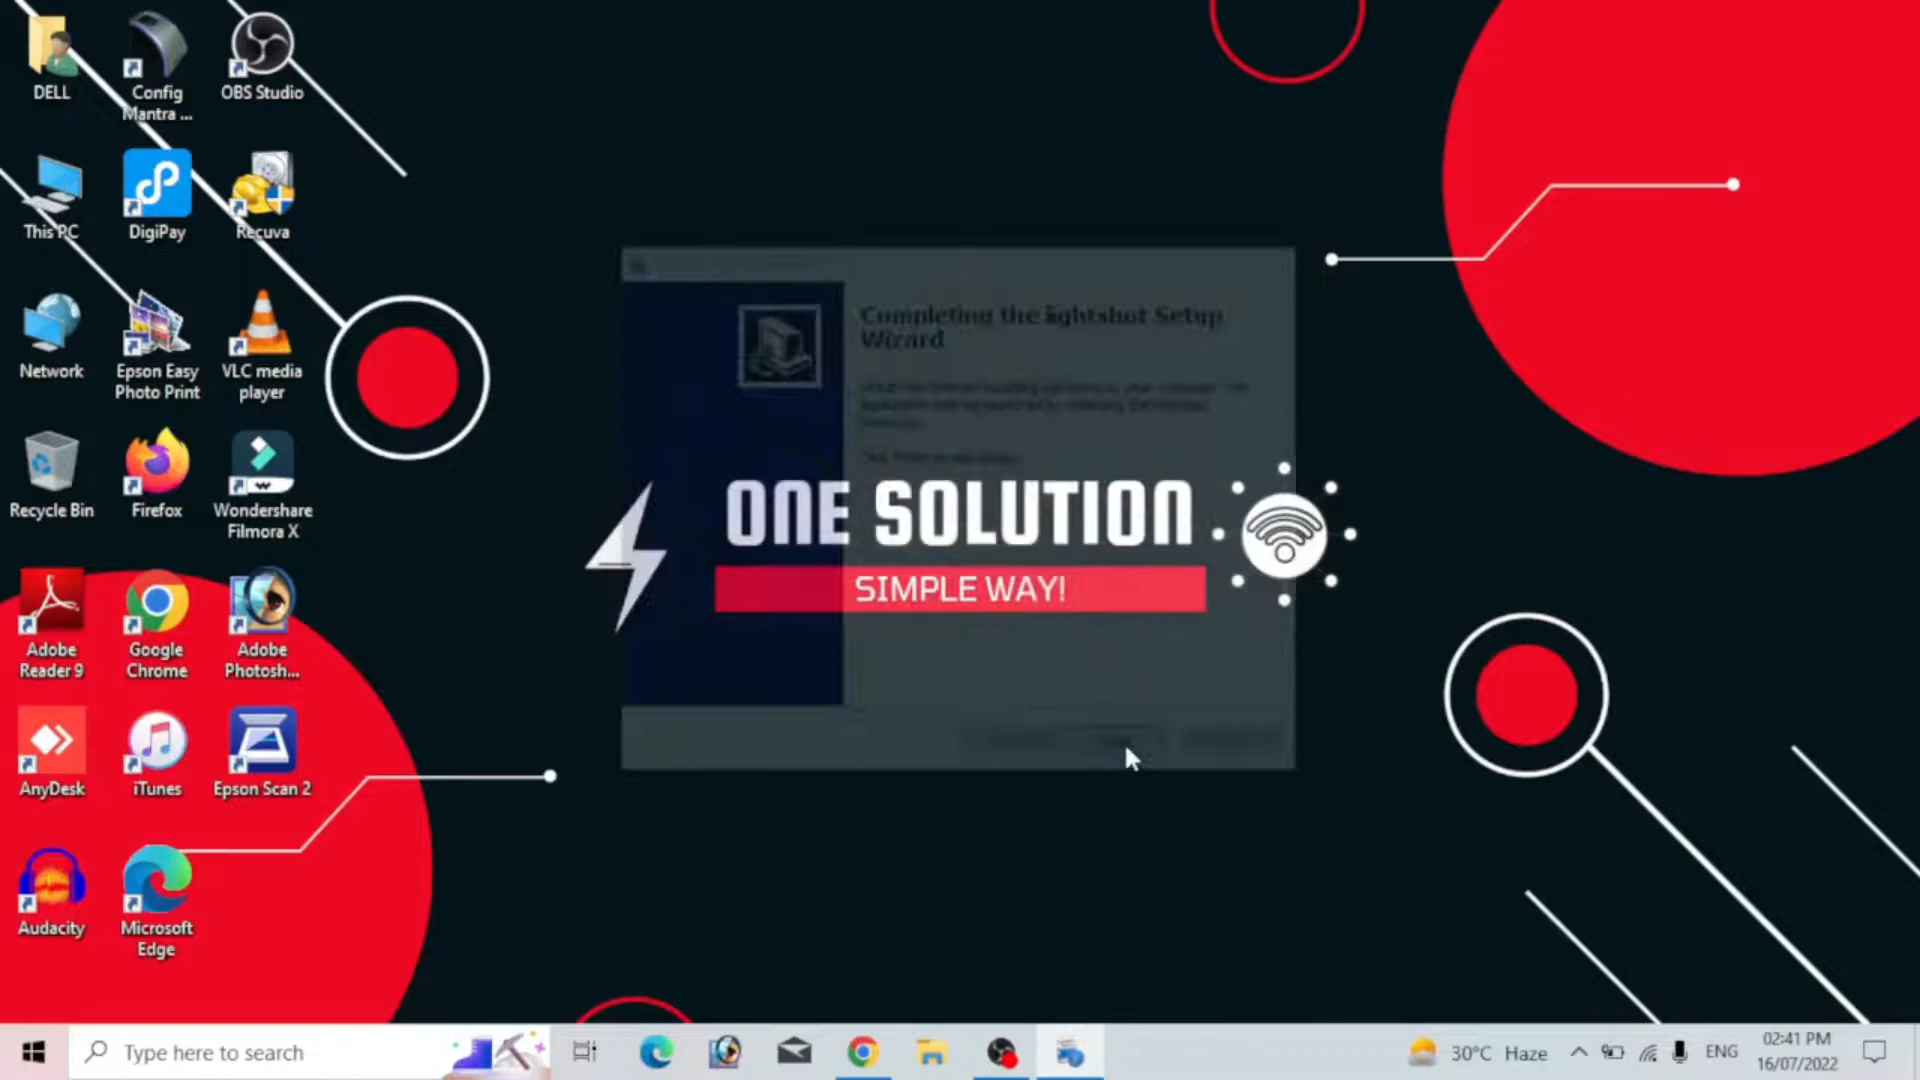 DELL
Config
Mantra ...
OBS Studio
This PC
DigiPay
Recuva
Network
Epson Easy
Photo Print
VLC media
player
Recycle Bin
Firefox
Wondershare
Filmora X
Adobe
Reader 9
Google
Chrome
Adobe
Photosh...
AnyDesk
iTunes
Epson Scan 2
Audacity
Microsoft
Edge
Completing the lightshot Setup
Wizard
ONE SOLUTION
SIMPLE WAY!
Type here to search
30°C Haze
ENG
02:41 PM
16/07/2022